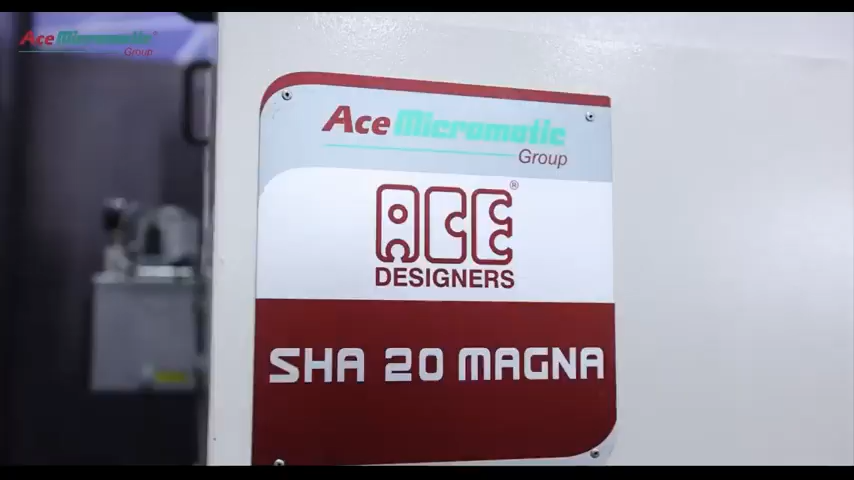 Ace Micromatic
Group
Ace Micromatic
Group
ACE®
DESIGNERS
SHA 20 MAGNA